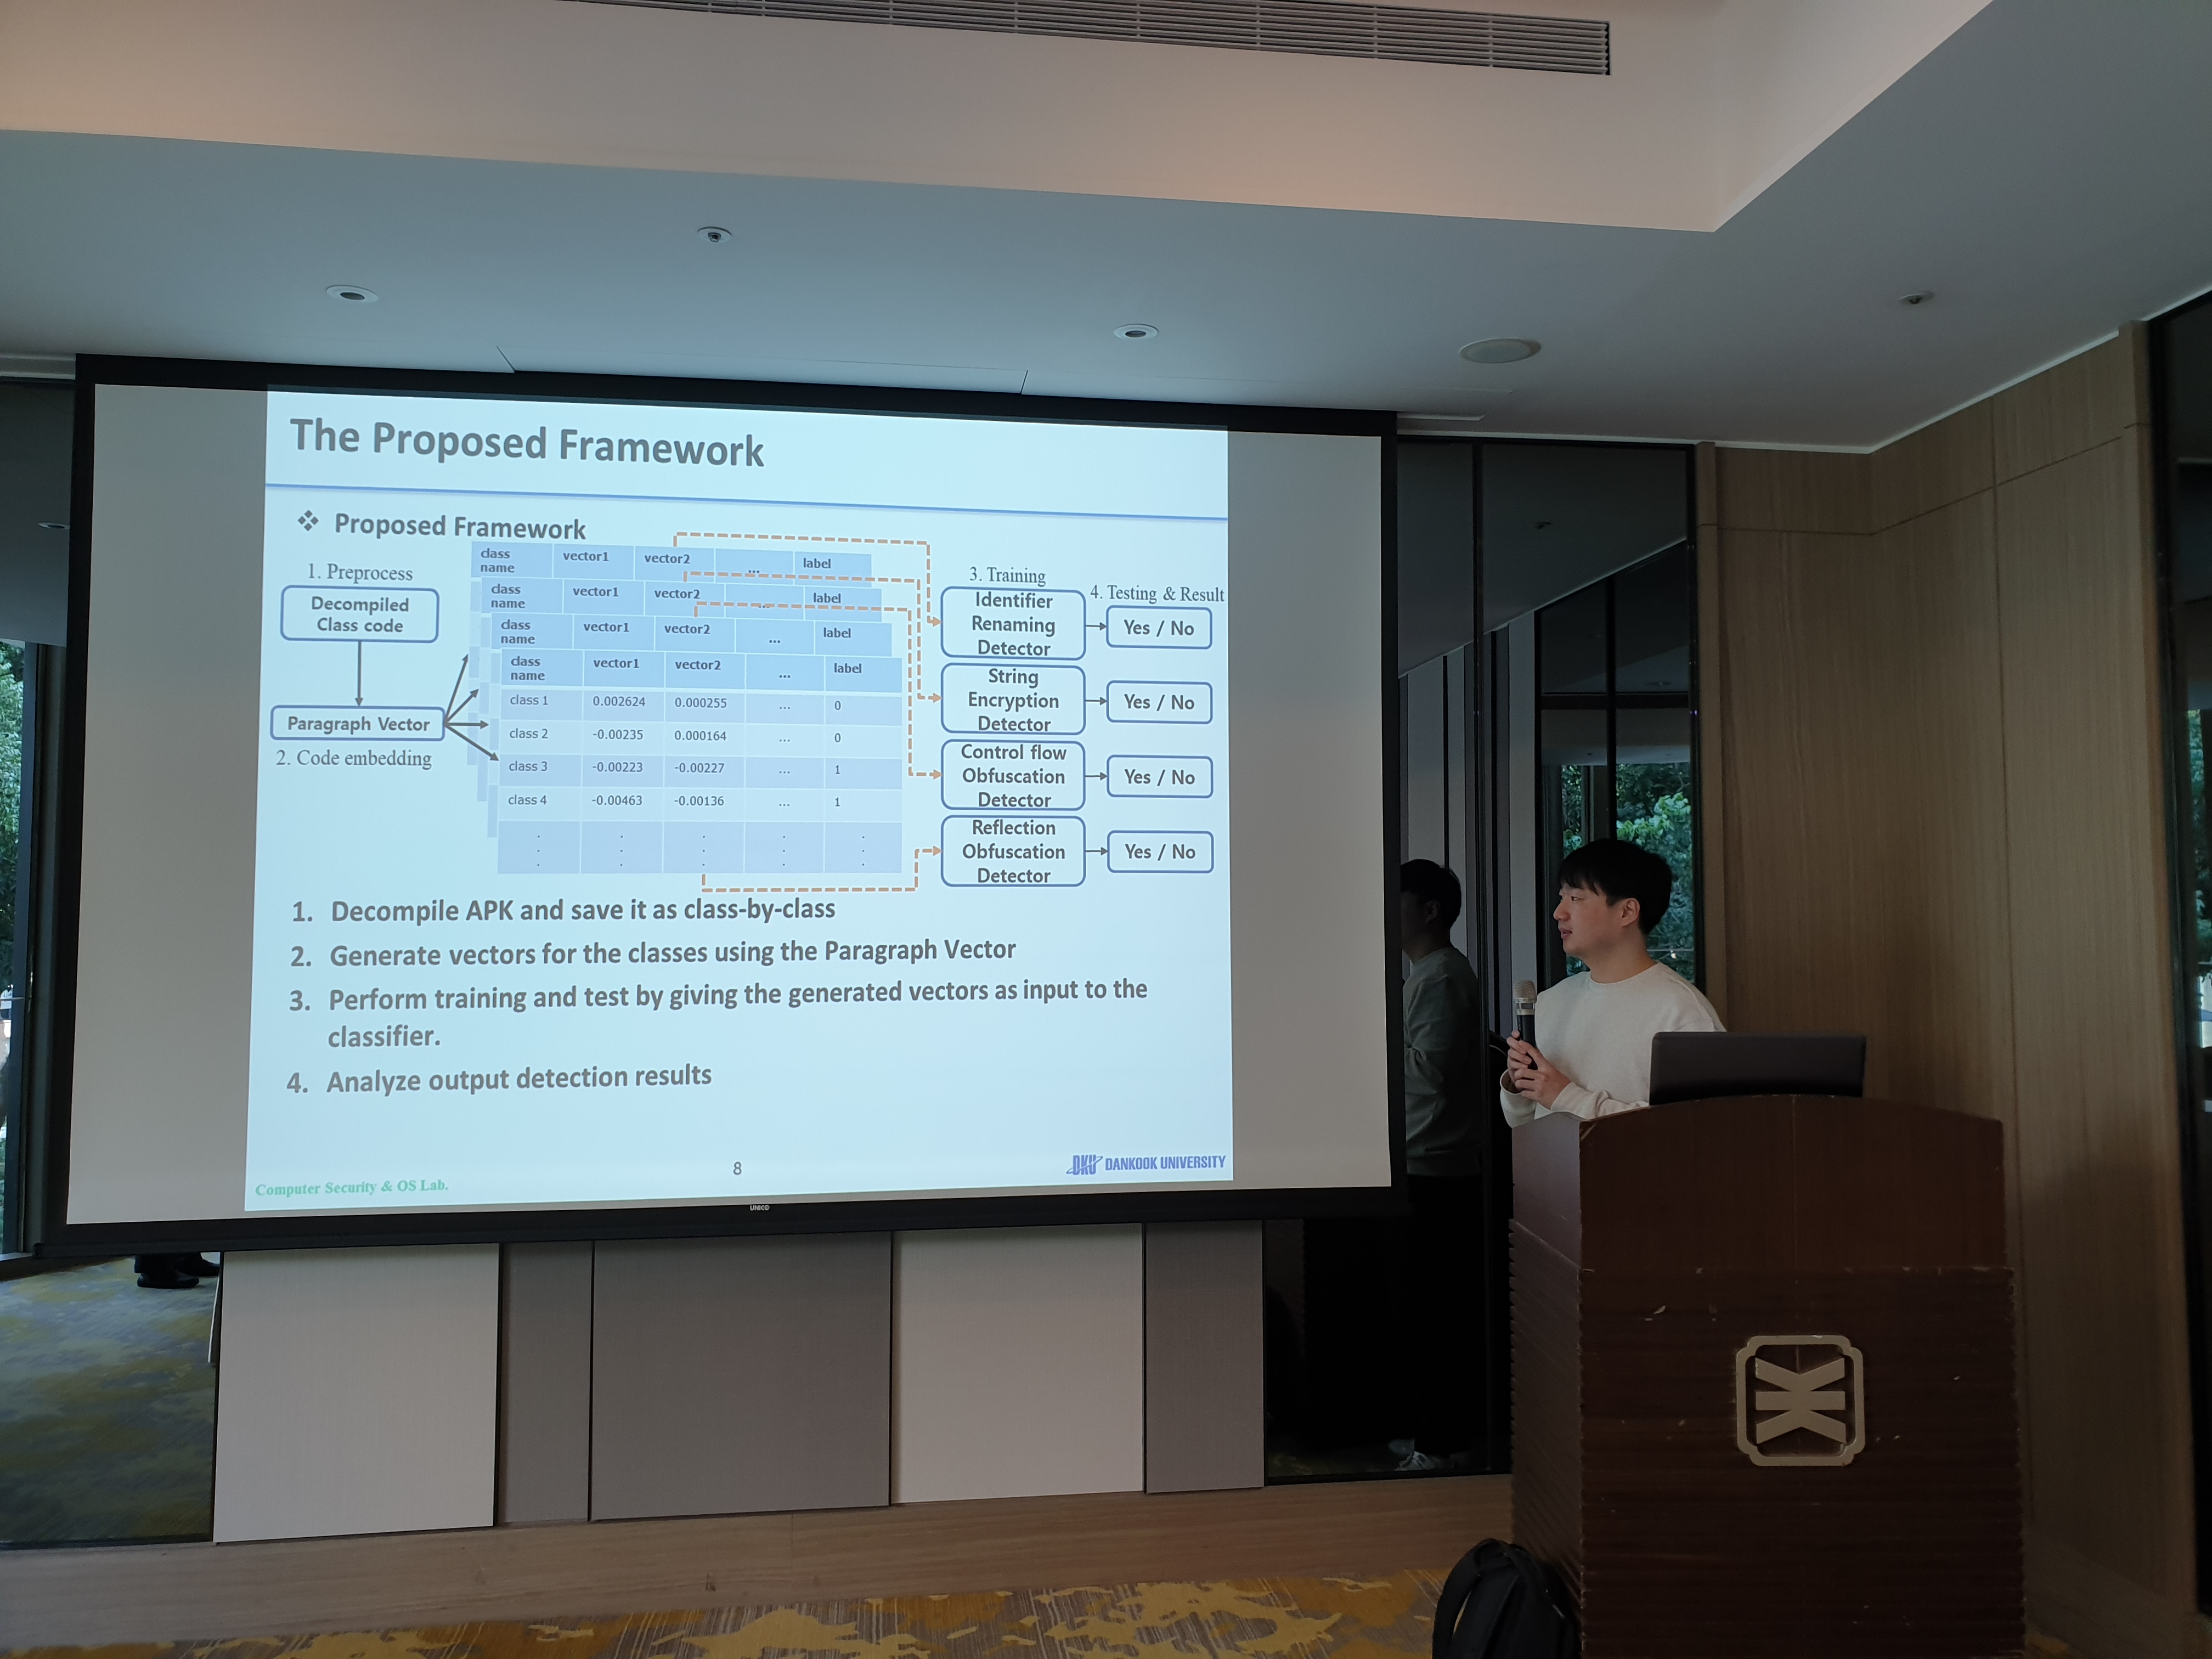 The Proposed Framework
❖ Proposed Framework
1. Preprocess
Decompiled
Class code
Paragraph Vector
2. Code embedding
class name vector1 vector2 ... label
class name vector1 vector2 ... label
class name vector1 vector2 ... label
class name vector1 vector2 ... label
class 1 0.002624 0.000255 ... 0
class 2 -0.00235 0.000164 ... 0
class 3 -0.00223 -0.00227 ... 1
class 4 -0.00463 -0.00136 ... 1
. . . . .
. . . . .
. . . . .
3. Training
Identifier
Renaming
Detector
String
Encryption
Detector
Control flow
Obfuscation
Detector
Reflection
Obfuscation
Detector
4. Testing & Result
Yes / No
Yes / No
Yes / No
Yes / No
1. Decompile APK and save it as class-by-class
2. Generate vectors for the classes using the Paragraph Vector
3. Perform training and test by giving the generated vectors as input to the
classifier.
4. Analyze output detection results
Computer Security & OS Lab.
8
DKU DANKOOK UNIVERSITY
UNICO